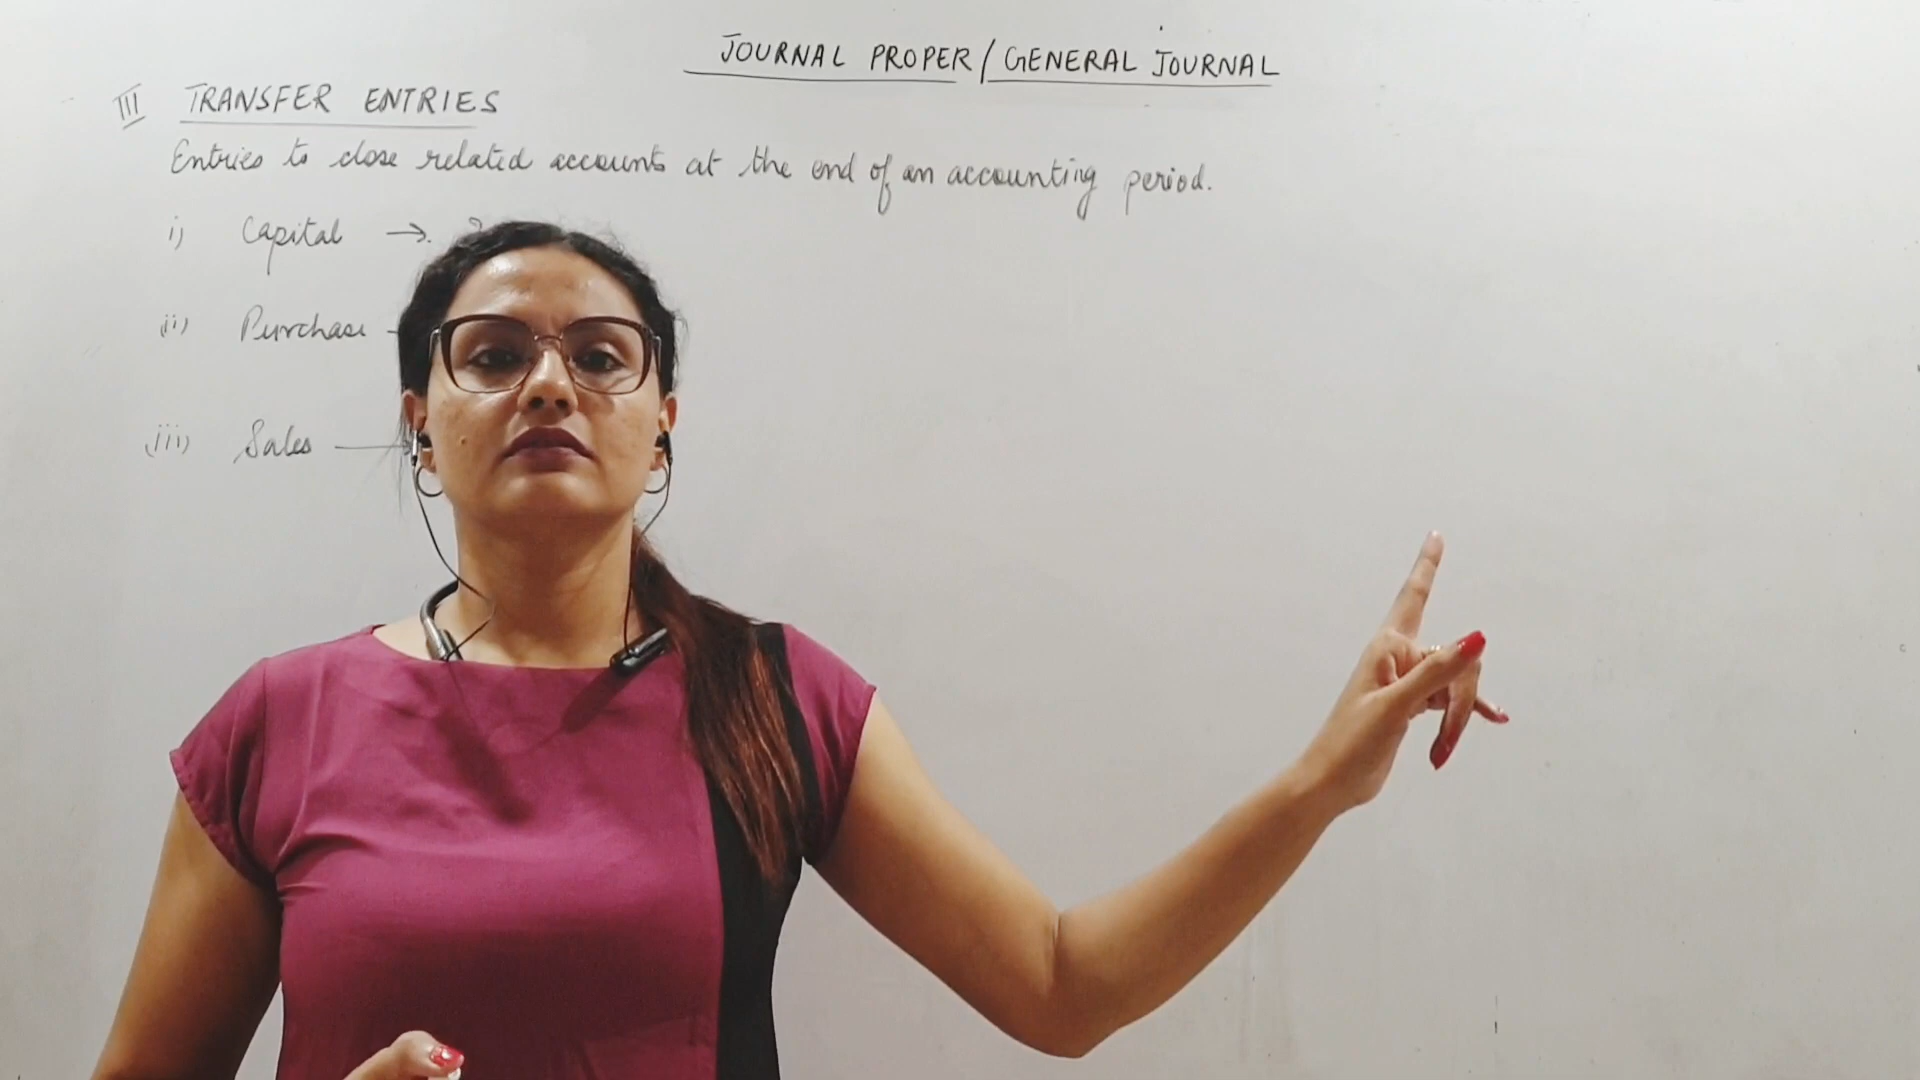 JOURNAL PROPER/GENERAL JOURNAL
III TRANSFER ENTRIES
Entries to close related accounts at the end of an accounting period.
i) Capital →
ii) Purchase
iii) Sales